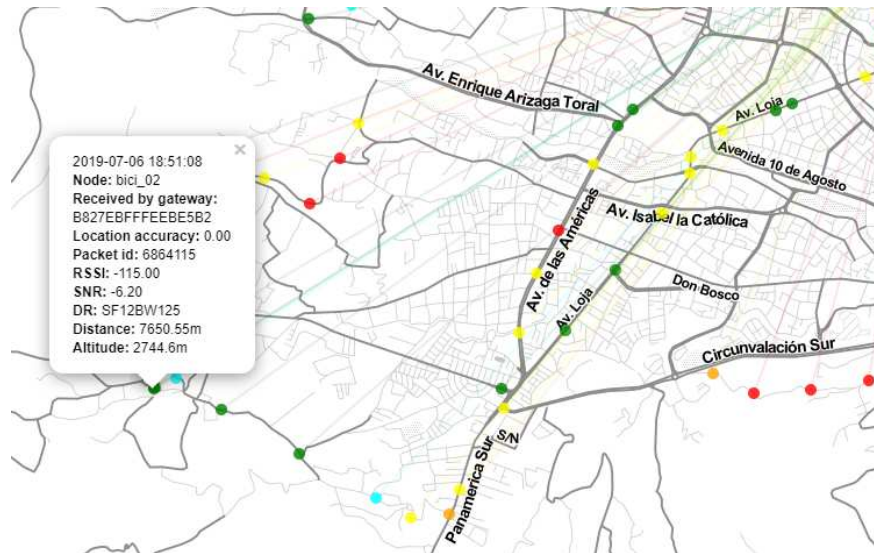 2019-07-06 18:51:08
×
Node: bici_02
Received by gateway:
B827EBFFFEEBE5B2
Location accuracy: 0.00
Packet id: 6864115
RSSI: -115.00
SNR: -6.20
DR: SF12BW125
Distance: 7650.55m
Altitude: 2744.6m
Av. Enrique Arizaga Toral
Av. Loja
Avenida 10 de Agosto
Av. Isabel la Católica
Av. de las Américas
Don Bosco
Av. Loja
Circunvalación Sur
S/N
Panamerica Sur